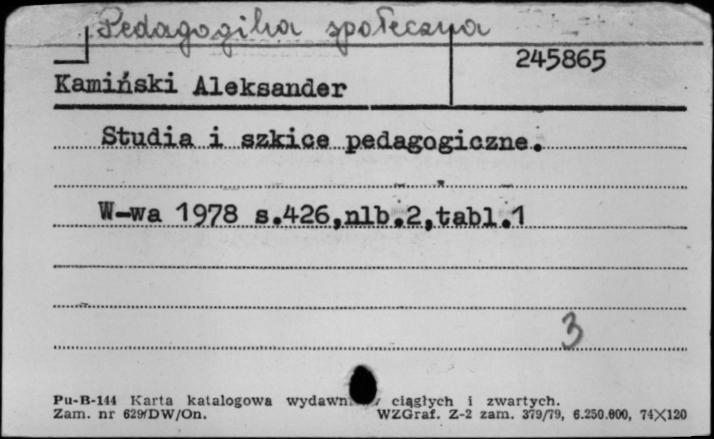 Pedagogika społeczna
245865
Kamiński Aleksander
Studia i szkice pedagogiczne.
W-wa 1978 s.426,nlb.2,tabl.1
3
Pu-B-144 Karta katalogowa wydawn. ciągłych i zwartych.
Zam. nr 629/DW/On. WZGraf. Z-2 zam. 379/79, 6.250.000, 74X120